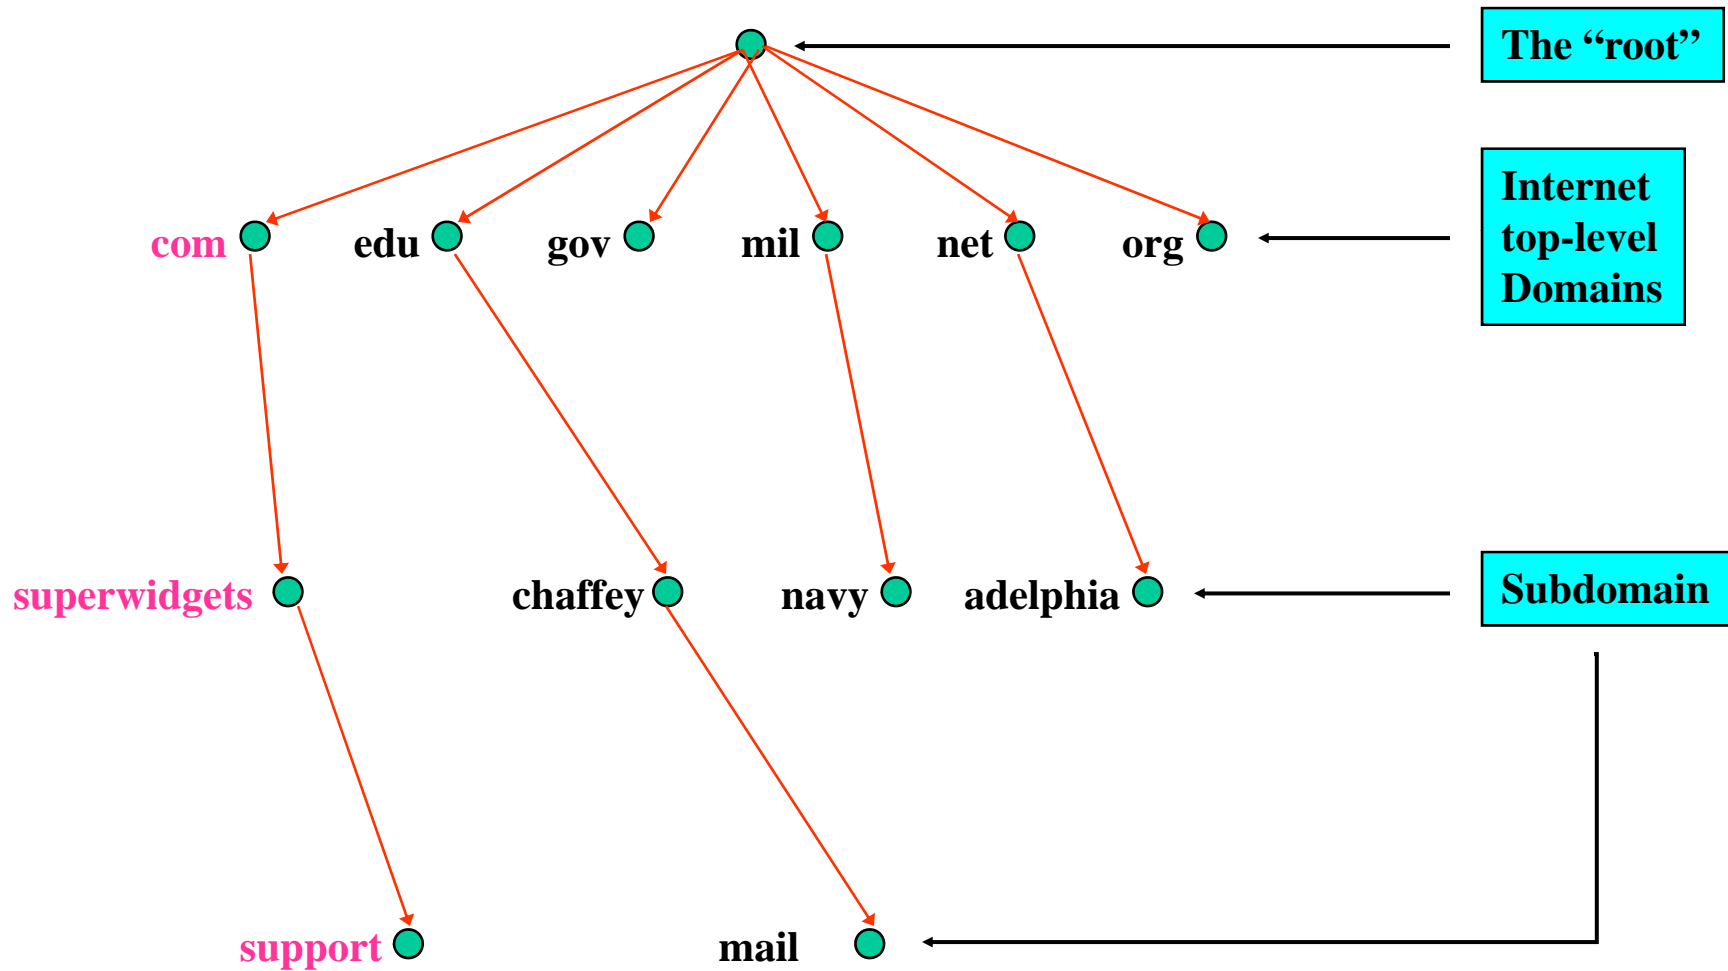 The “root”
com edu gov mil net org
Internet
top-level
Domains
superwidgets chaffey navy adelphia
Subdomain
support mail